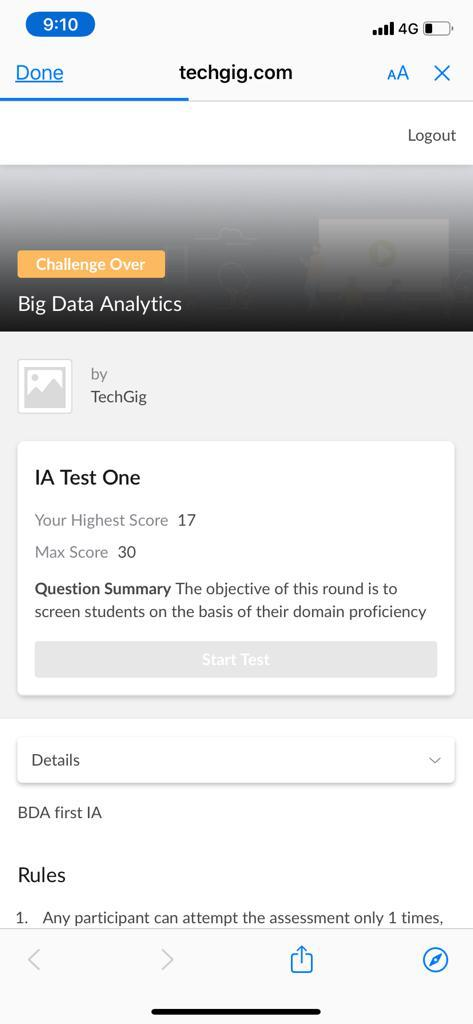 9:10
4G
Done
techgig.com
AA
Logout
Challenge Over
Big Data Analytics
by
TechGig
IA Test One
Your Highest Score 17
Max Score 30
Question Summary The objective of this round is to
screen students on the basis of their domain proficiency
Start Test
Details
BDA first IA
Rules
1. Any participant can attempt the assessment only 1 times,